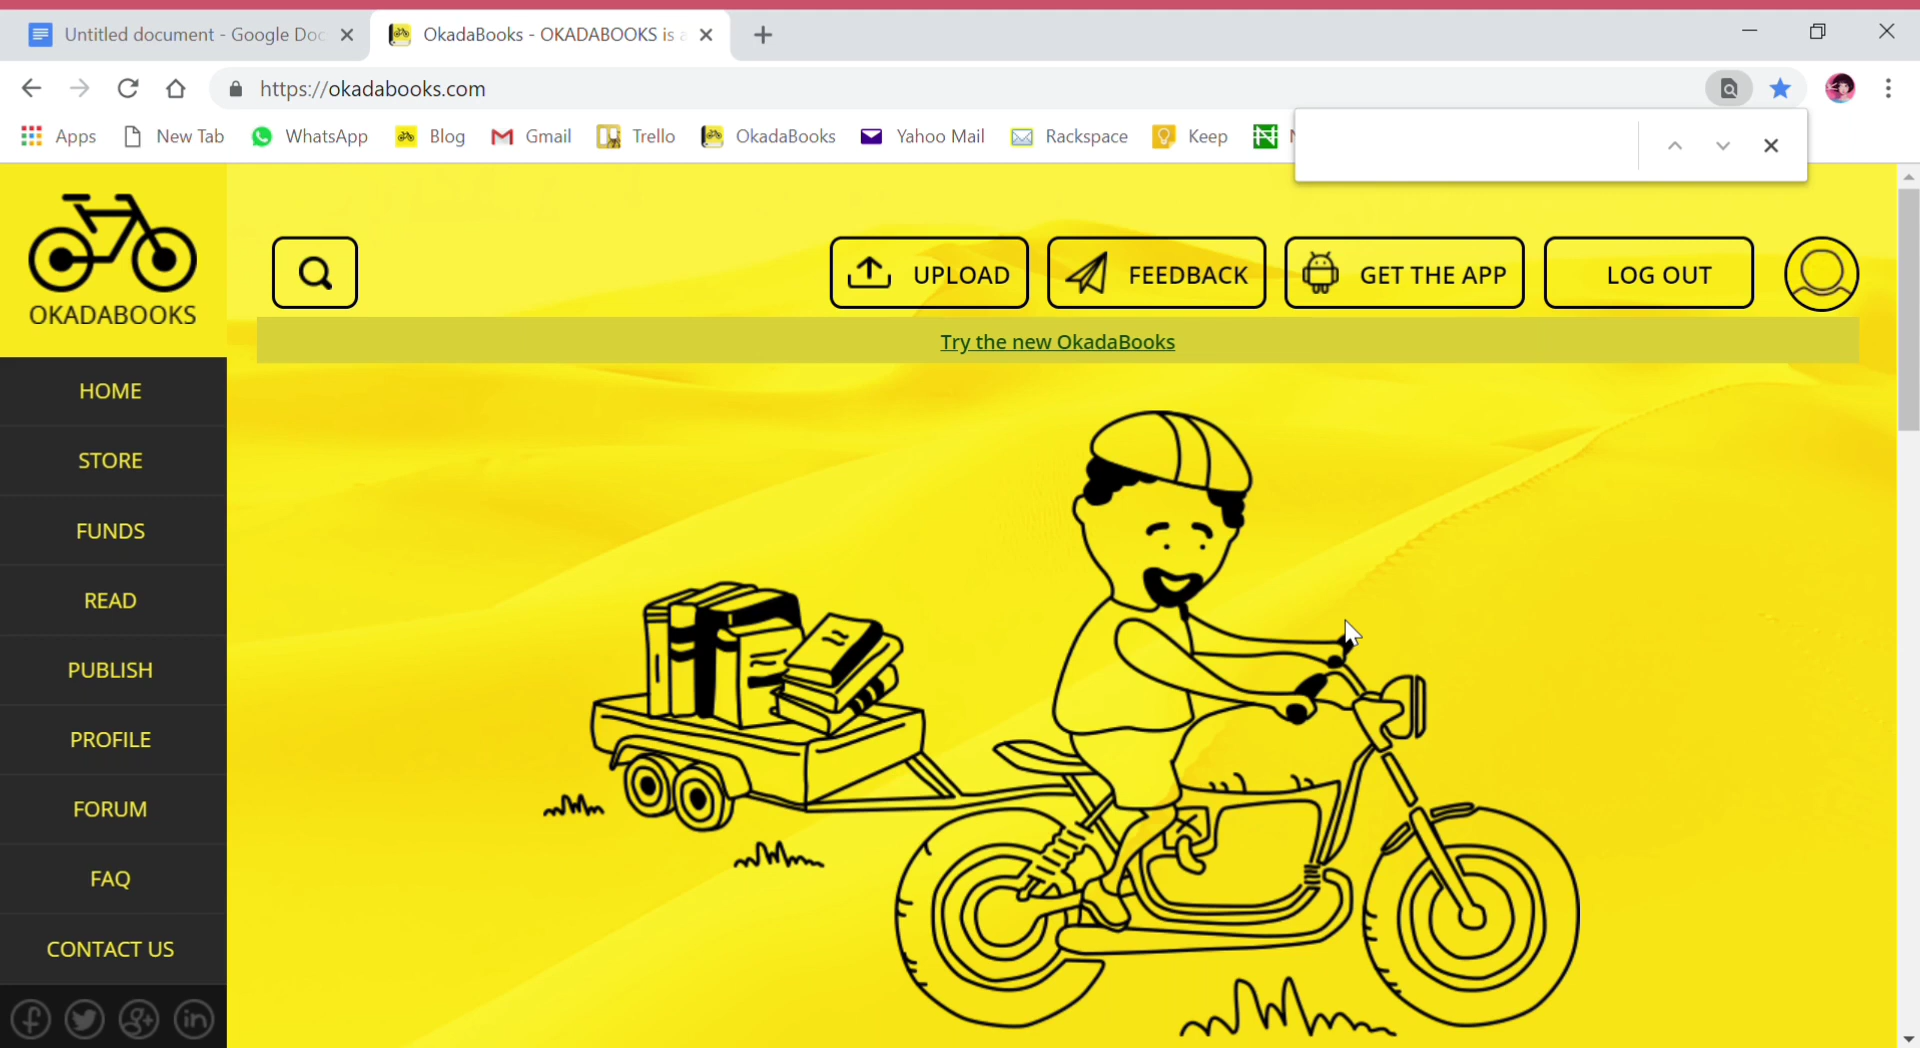 Untitled document - Google Doc
OkadaBooks - OKADABOOKS is a
https://okadabooks.com
Apps
New Tab
WhatsApp
Blog
Gmail
Trello
OkadaBooks
Yahoo Mail
Rackspace
Keep
OKADABOOKS
UPLOAD
FEEDBACK
GET THE APP
LOG OUT
Try the new OkadaBooks
HOME
STORE
FUNDS
READ
PUBLISH
PROFILE
FORUM
FAQ
CONTACT US